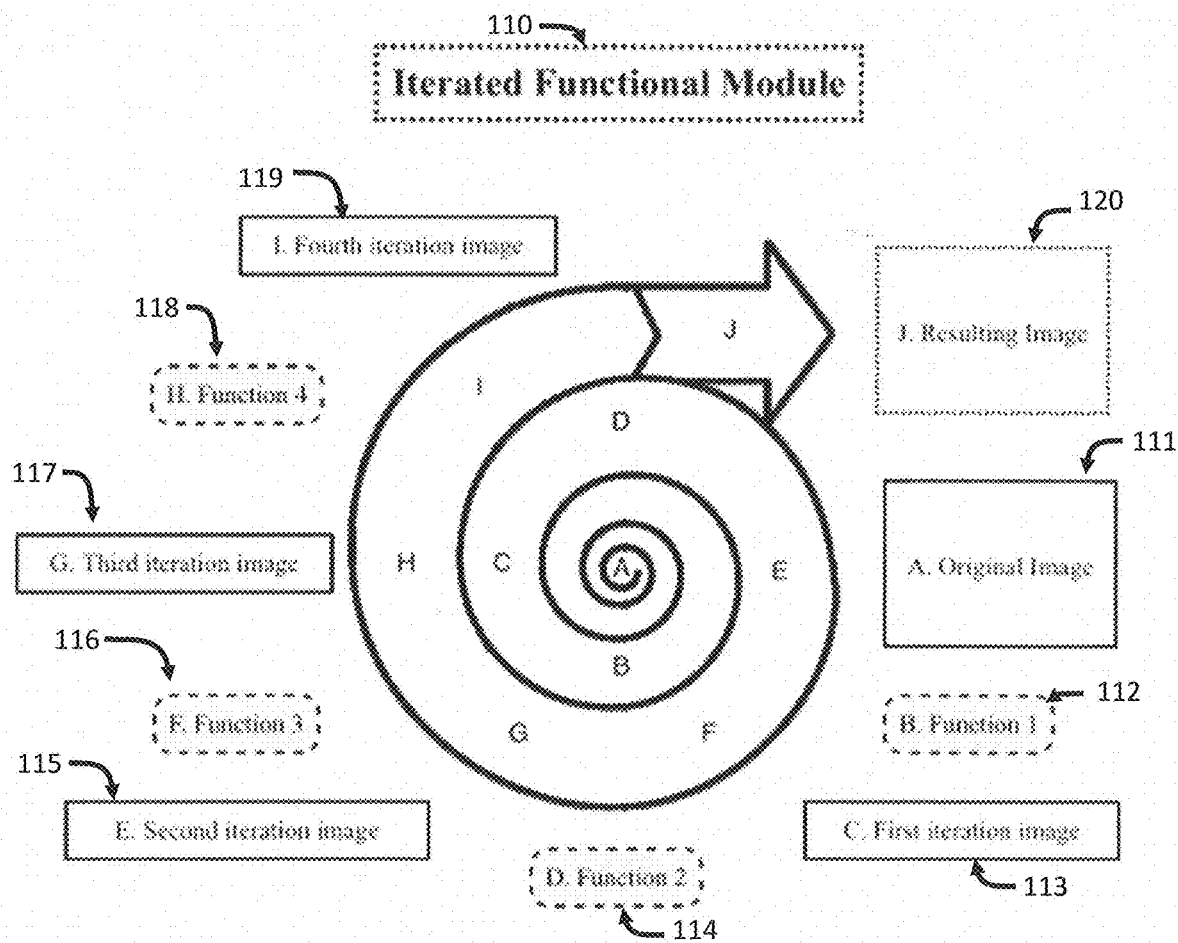 110
Iterated Functional Module
119
I. Fourth iteration image
120
J. Resulting Image
118
H. Function 4
J
I
D
117
111
G. Third iteration image
H
C
A
E
A. Original Image
116
B
112
F. Function 3
G
F
B. Function 1
115
E. Second iteration image
C. First iteration image
D. Function 2
113
114